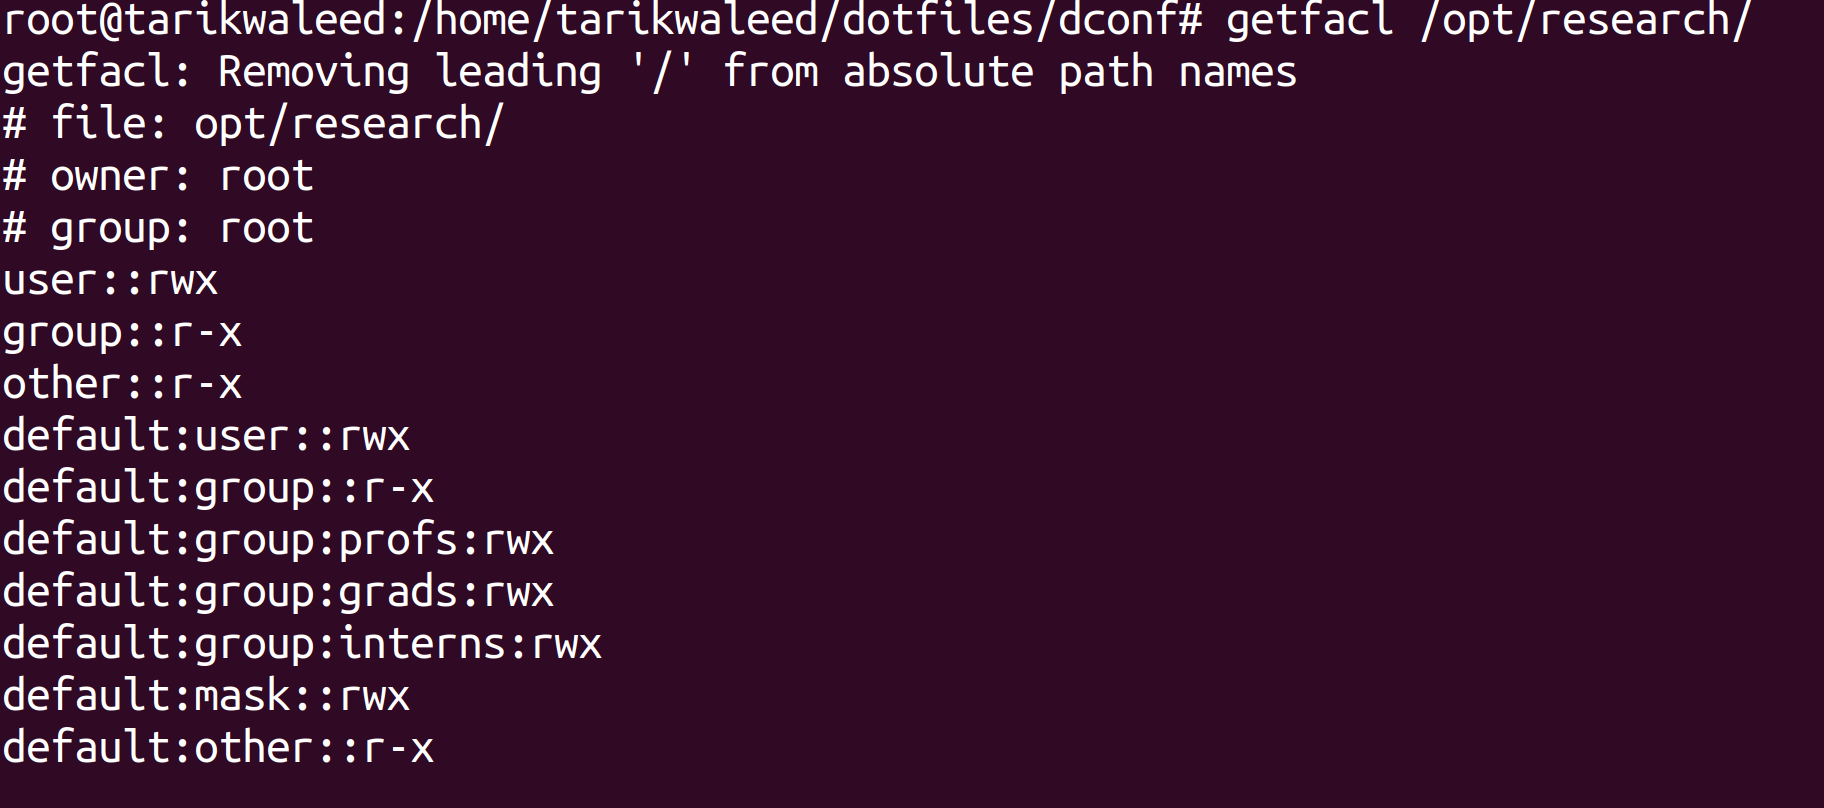 root@tarikwaleed:/home/tarikwaleed/dotfiles/dconf# getfacl /opt/research/
getfacl: Removing leading '/' from absolute path names
# file: opt/research/
# owner: root
# group: root
user::rwx
group::r-x
other::r-x
default:user::rwx
default:group::r-x
default:group:profs:rwx
default:group:grads:rwx
default:group:interns:rwx
default:mask::rwx
default:other::r-x